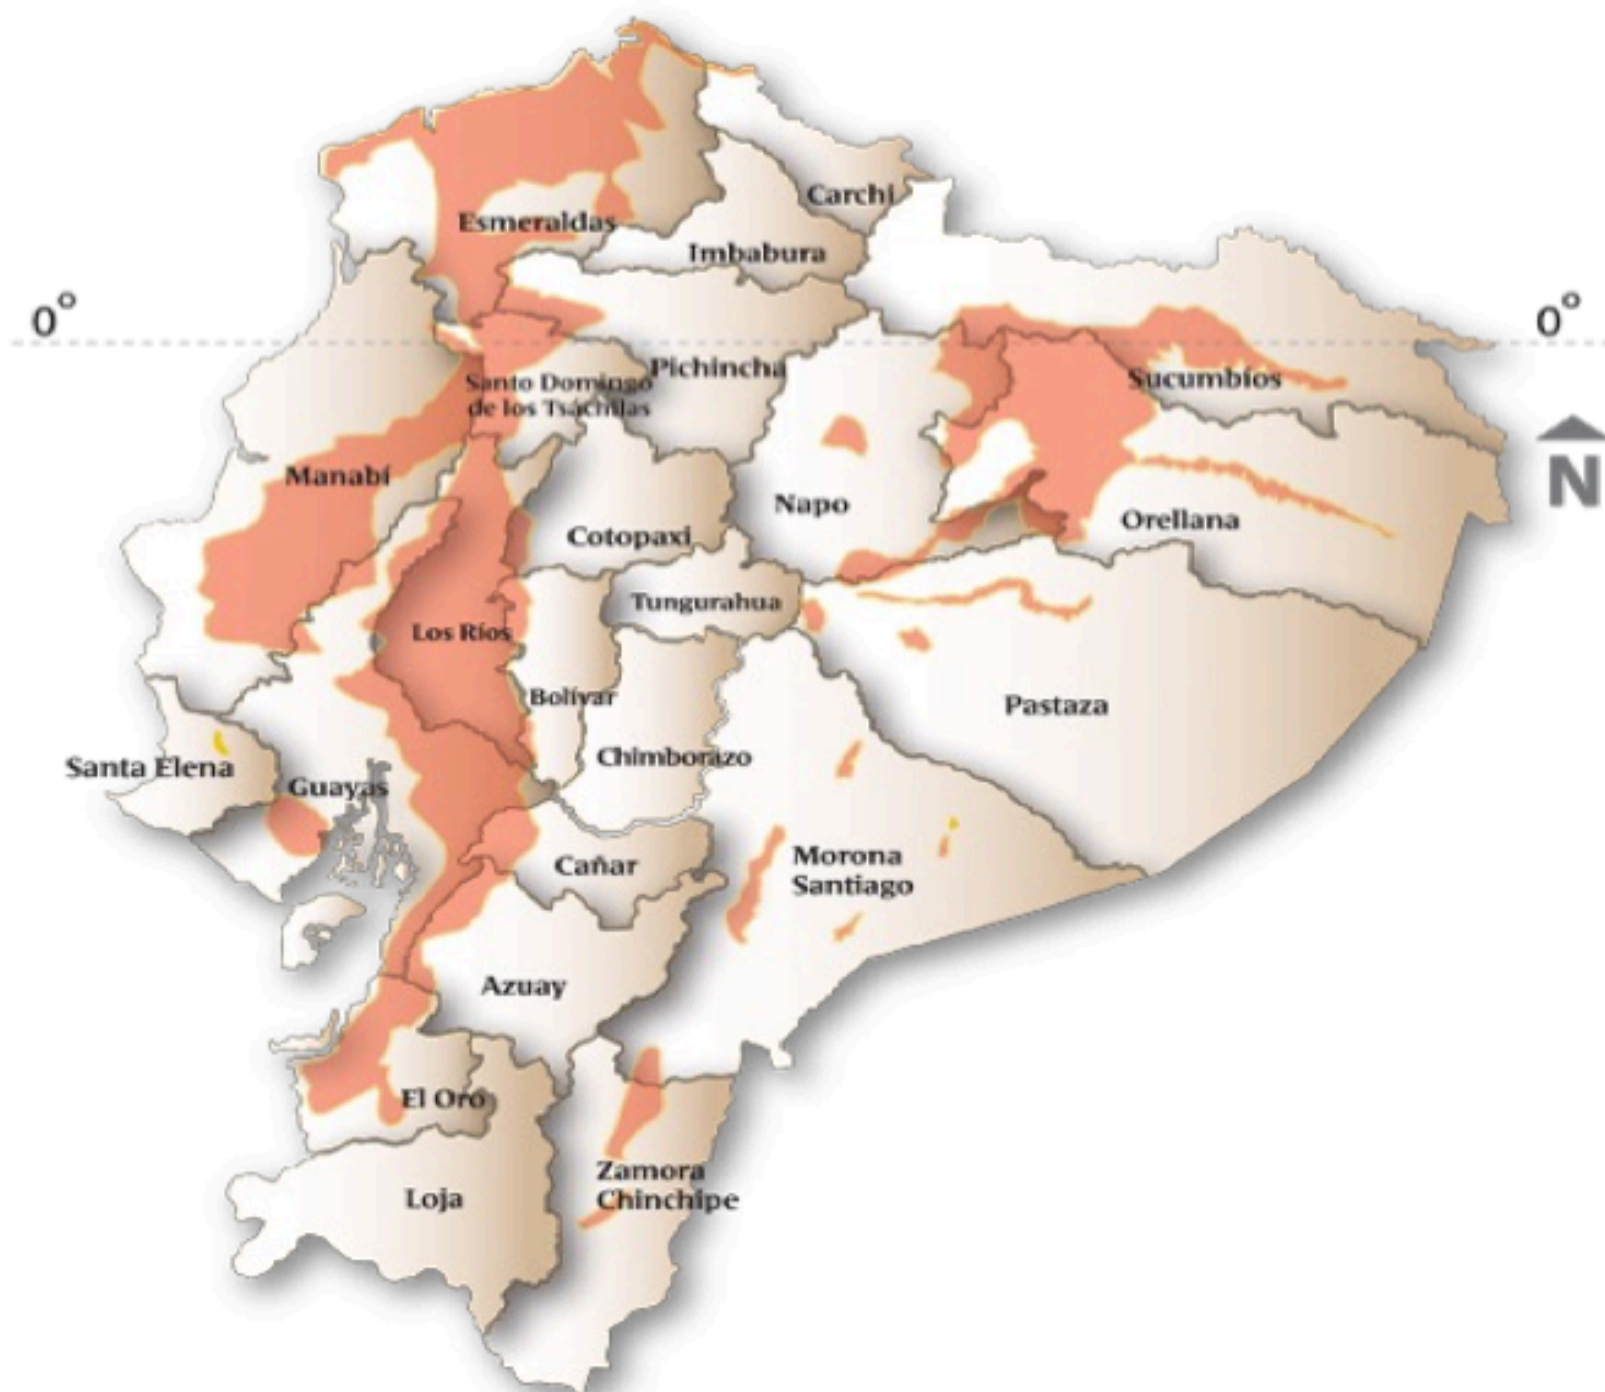 Carchi
Esmeraldas
Imbabura
0°
0°
Pichincha
Santo Domingo
de los Tsáchilas
Sucumbíos
Manabí
Napo
N
Orellana
Cotopaxi
Tungurahua
Los Ríos
Bolívar
Pastaza
Chimborazo
Santa Elena
Guayas
Morona
Santiago
Cañar
Azuay
El Oro
Zamora
Chinchipe
Loja